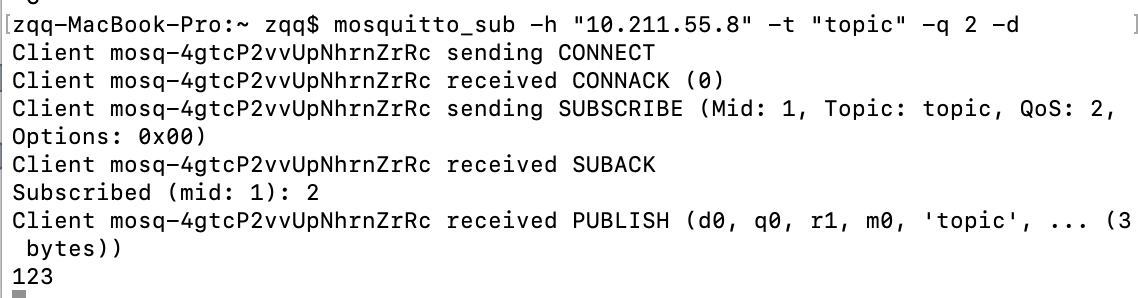 [zqq-MacBook-Pro:~ zqq$ mosquitto_sub -h "10.211.55.8" -t "topic" -q 2 -d ]
Client mosq-4gtcP2vvUpNhrnZrRc sending CONNECT
Client mosq-4gtcP2vvUpNhrnZrRc received CONNACK (0)
Client mosq-4gtcP2vvUpNhrnZrRc sending SUBSCRIBE (Mid: 1, Topic: topic, QoS: 2,
Options: 0x00)
Client mosq-4gtcP2vvUpNhrnZrRc received SUBACK
Subscribed (mid: 1): 2
Client mosq-4gtcP2vvUpNhrnZrRc received PUBLISH (d0, q0, r1, m0, 'topic', ... (3
 bytes))
123